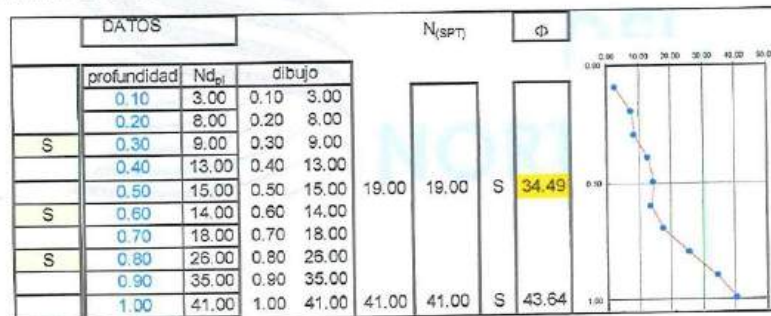 DATOS N(SPT) Φ
profundidad Nd_pl dibujo
0.10 3.00 0.10 3.00
0.20 8.00 0.20 8.00
S 0.30 9.00 0.30 9.00
0.40 13.00 0.40 13.00
0.50 15.00 0.50 15.00 19.00 19.00 S 34.49
S 0.60 14.00 0.60 14.00
0.70 18.00 0.70 18.00
S 0.80 26.00 0.80 26.00
0.90 35.00 0.90 35.00
1.00 41.00 1.00 41.00 41.00 41.00 S 43.64
0.00 10.00 20.00 30.00 40.00 50.0
0.00
0.50
1.00